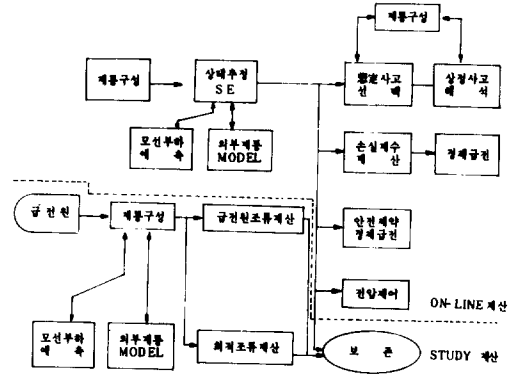 계통구성
계통구성
상태추정
SE
想定사고
선 택
상정사고
해 석
모선부하
예 측
외부계통
MODEL
손실계수
계 산
경제급전
급전원
계통구성
급전원조류계산
안전제약
경제급전
전압제어
ON-LINE 계산
모선부하
예 측
외부계통
MODEL
최적조류계산
보 존
STUDY 계산